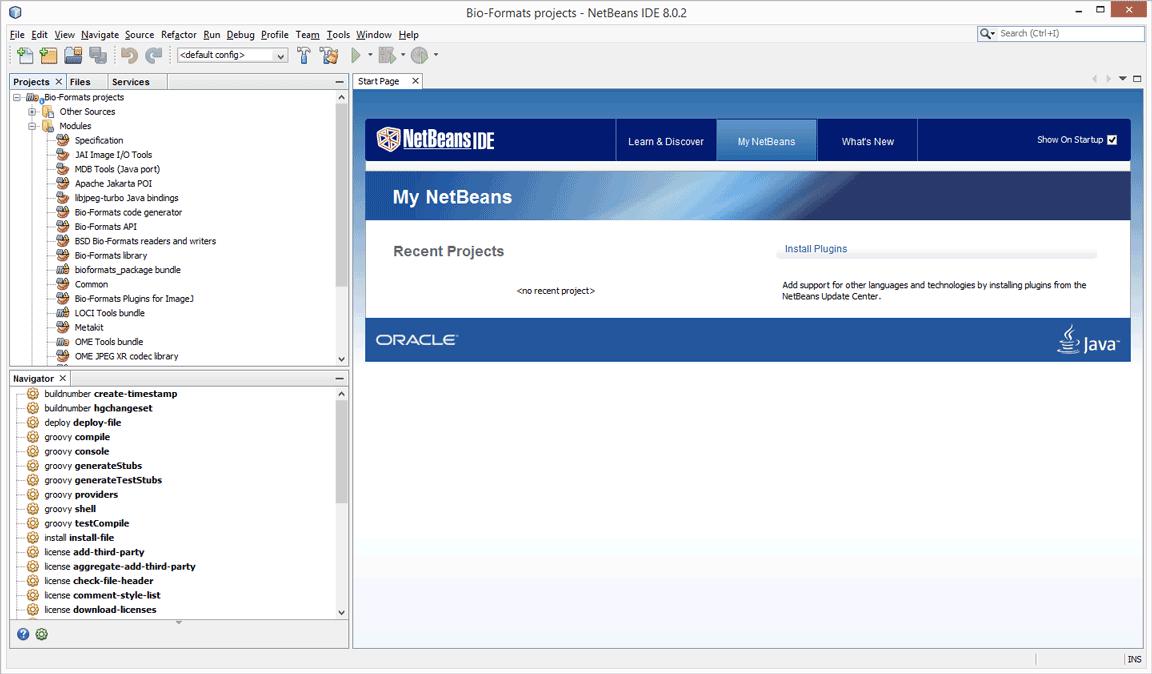 Bio-Formats projects - NetBeans IDE 8.0.2
File Edit View Navigate Source Refactor Run Debug Profile Team Tools Window Help
Search (Ctrl+I)
<default config>
Projects Files Services
Start Page
Bio-Formats projects
Other Sources
Modules
Specification
JAI Image I/O Tools
MDB Tools (Java port)
Apache Jakarta POI
libjpeg-turbo Java bindings
Bio-Formats code generator
Bio-Formats API
BSD Bio-Formats readers and writers
Bio-Formats library
bioformats_package bundle
Common
Bio-Formats Plugins for ImageJ
LOCI Tools bundle
Metakit
OME Tools bundle
OME JPEG XR codec library
Navigator
buildnumber create-timestamp
buildnumber hgchangeset
deploy deploy-file
groovy compile
groovy console
groovy generateStubs
groovy generateTestStubs
groovy providers
groovy shell
groovy testCompile
install install-file
license add-third-party
license aggregate-add-third-party
license check-file-header
license comment-style-list
license download-licenses
NetBeans IDE
Learn & Discover
My NetBeans
What's New
Show On Startup
My NetBeans
Recent Projects
<no recent project>
Install Plugins
Add support for other languages and technologies by installing plugins from the
NetBeans Update Center.
ORACLE
Java
INS